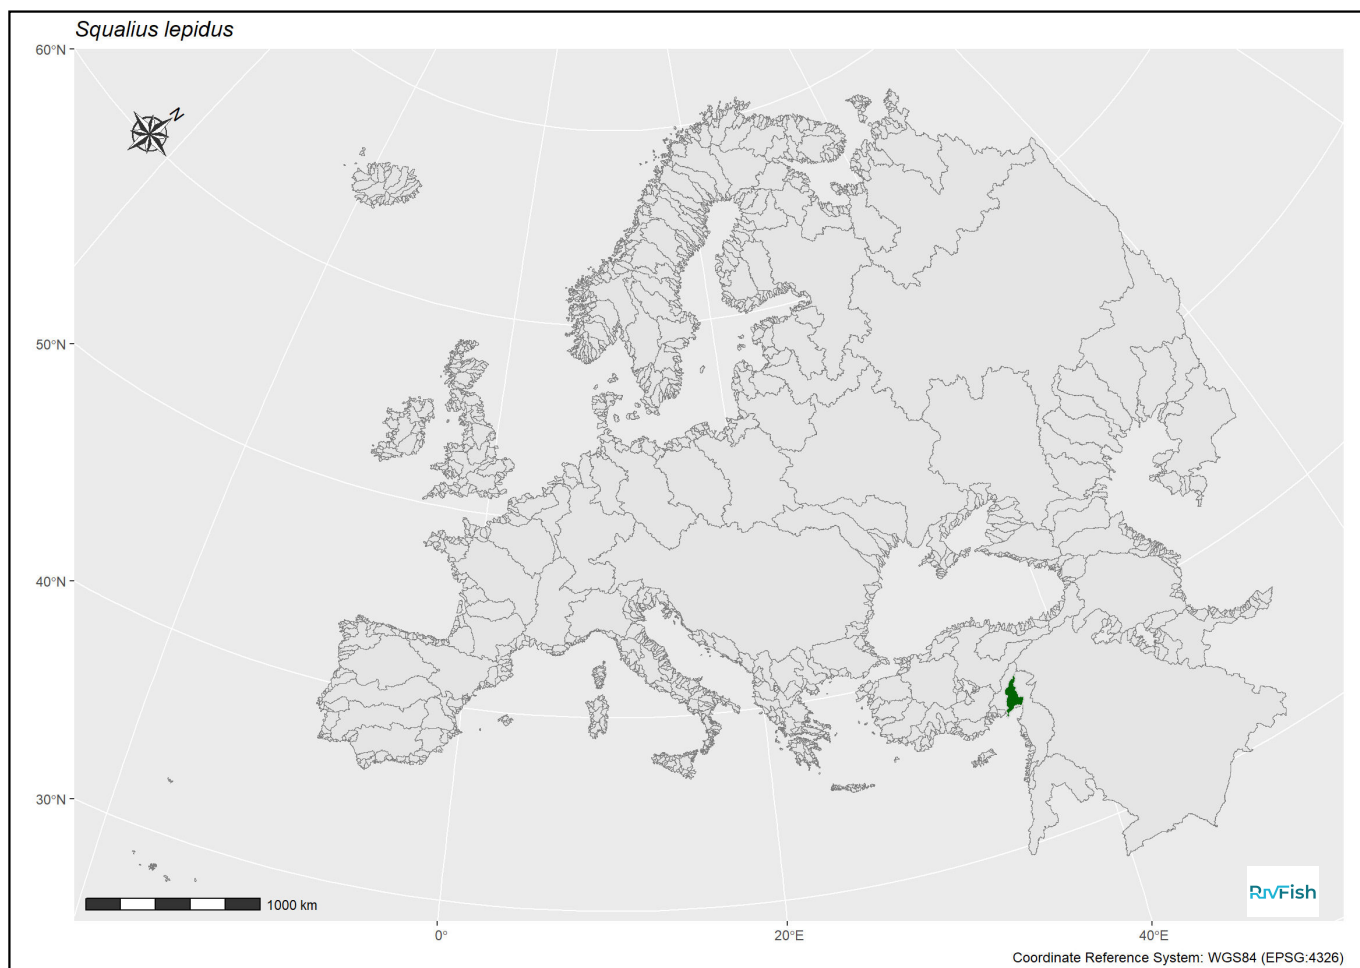 Squalius lepidus
60°N
N
50°N
40°N
30°N
1000 km
RivFish
0°
20°E
40°E
Coordinate Reference System: WGS84 (EPSG:4326)